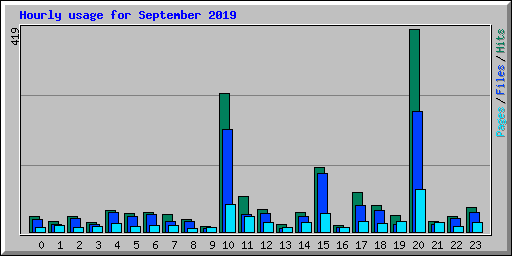 Hourly usage for September 2019
419
Pages/Files/Hits
0 1 2 3 4 5 6 7 8 9 10 11 12 13 14 15 16 17 18 19 20 21 22 23